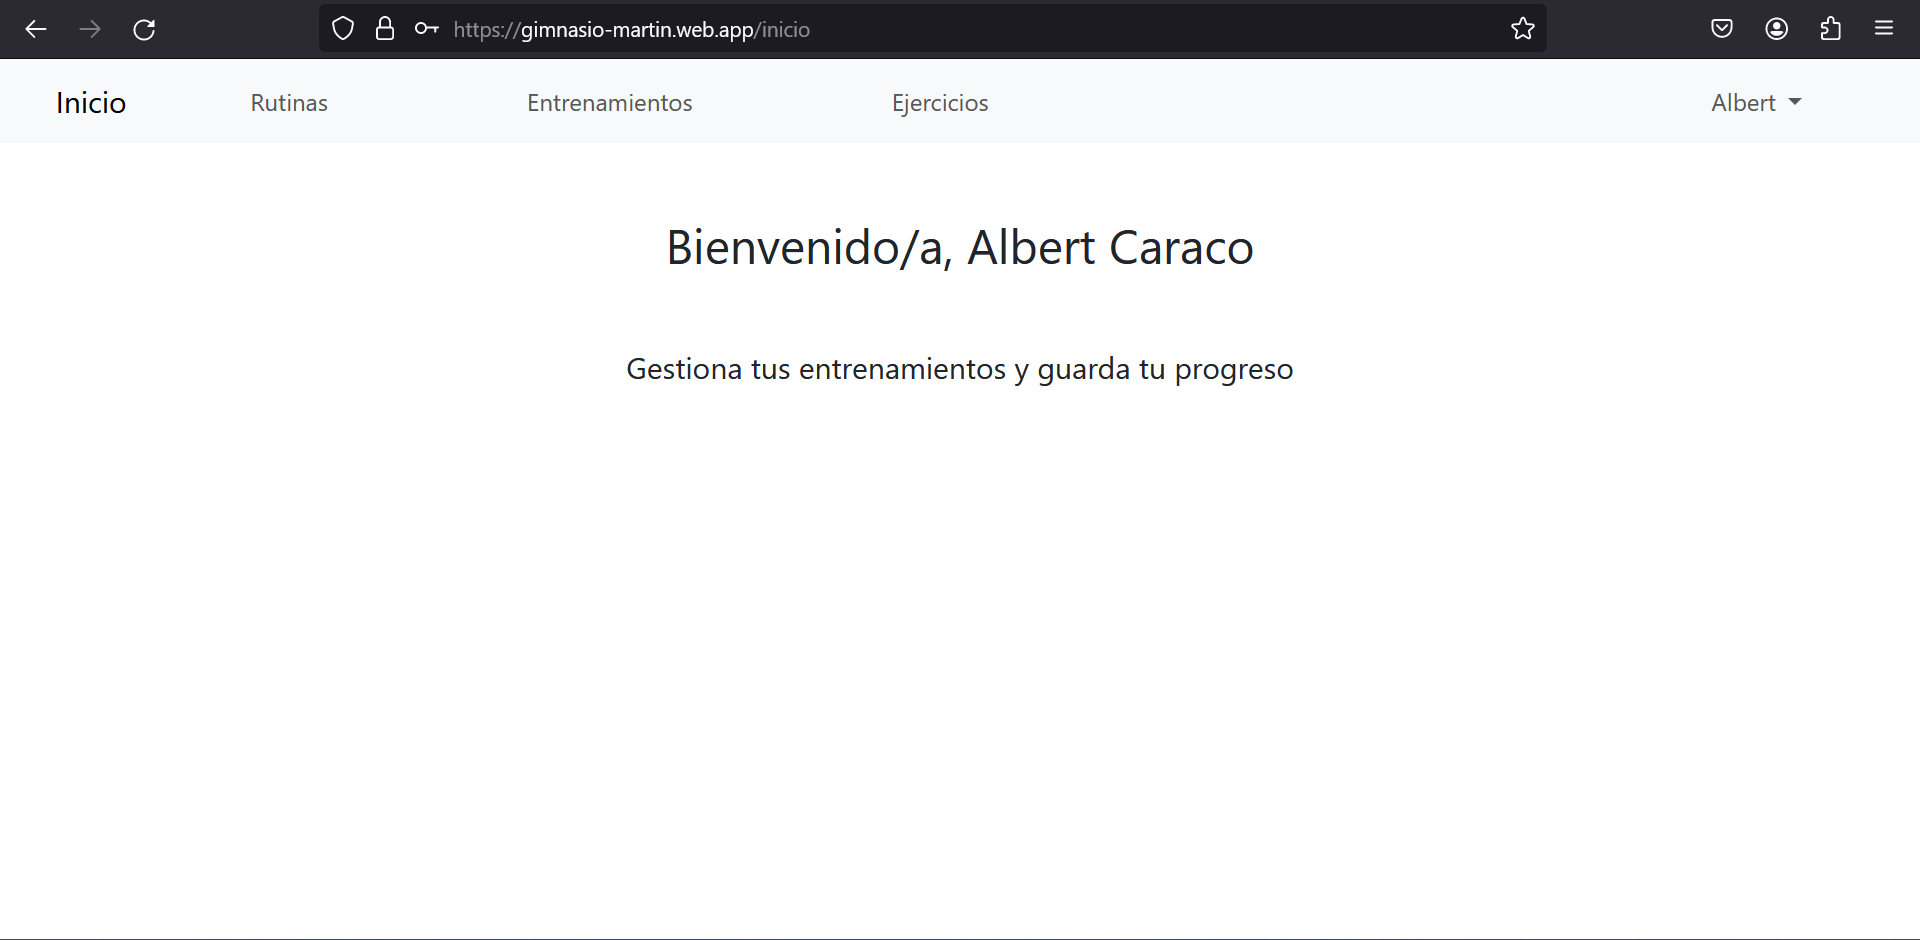 https://gimnasio-martin.web.app/inicio
Inicio Rutinas Entrenamientos Ejercicios Albert
Bienvenido/a, Albert Caraco
Gestiona tus entrenamientos y guarda tu progreso